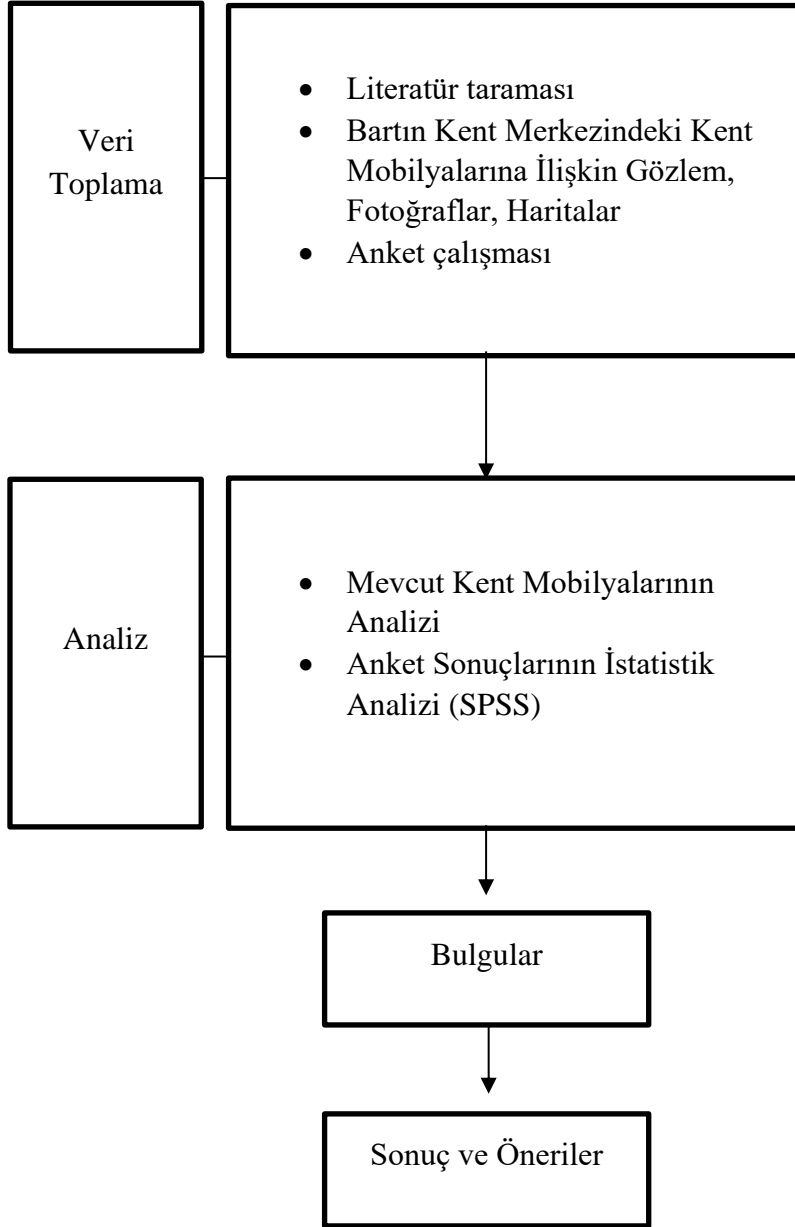 Veri
Toplama
• Literatür taraması
• Bartın Kent Merkezindeki Kent
Mobilyalarına İlişkin Gözlem,
Fotoğraflar, Haritalar
• Anket çalışması
Analiz
• Mevcut Kent Mobilyalarının
Analizi
• Anket Sonuçlarının İstatistik
Analizi (SPSS)
Bulgular
Sonuç ve Öneriler